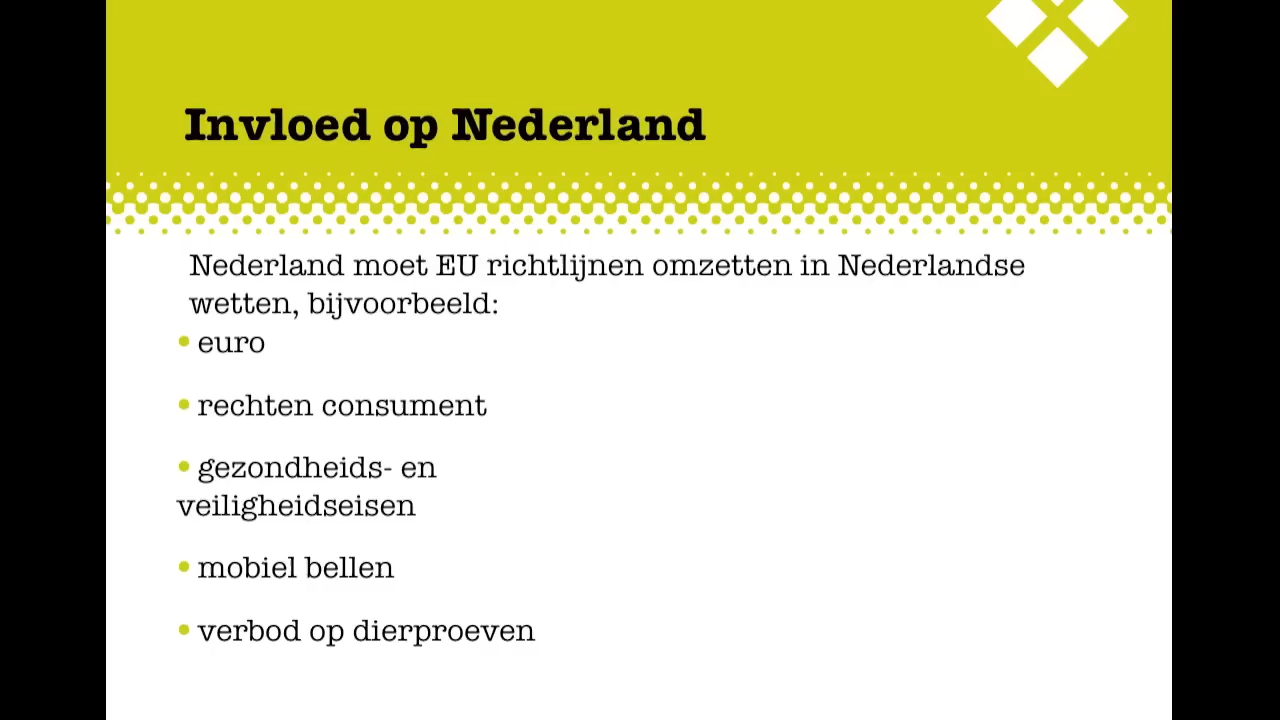 Invloed op Nederland
Nederland moet EU richtlijnen omzetten in Nederlandse
wetten, bijvoorbeeld:
• euro
• rechten consument
• gezondheids- en
veiligheidseisen
• mobiel bellen
• verbod op dierproeven